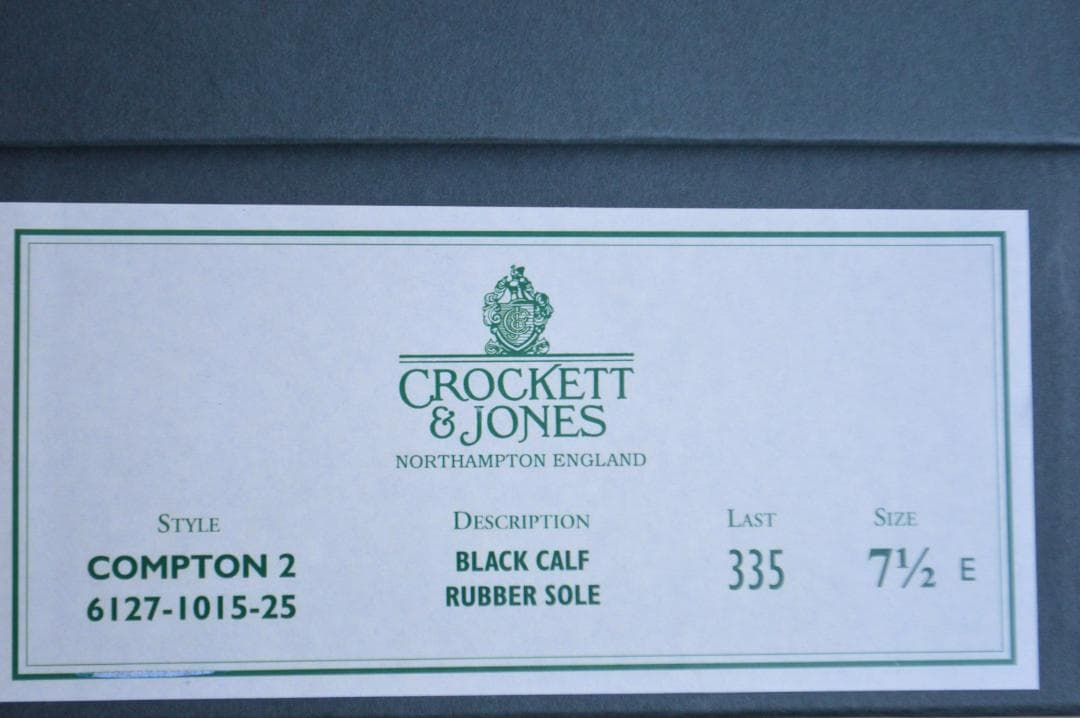 CROCKETT
& JONES
NORTHAMPTON ENGLAND
STYLE DESCRIPTION LAST SIZE
COMPTON 2 BLACK CALF 335 7½ E
6127-1015-25 RUBBER SOLE